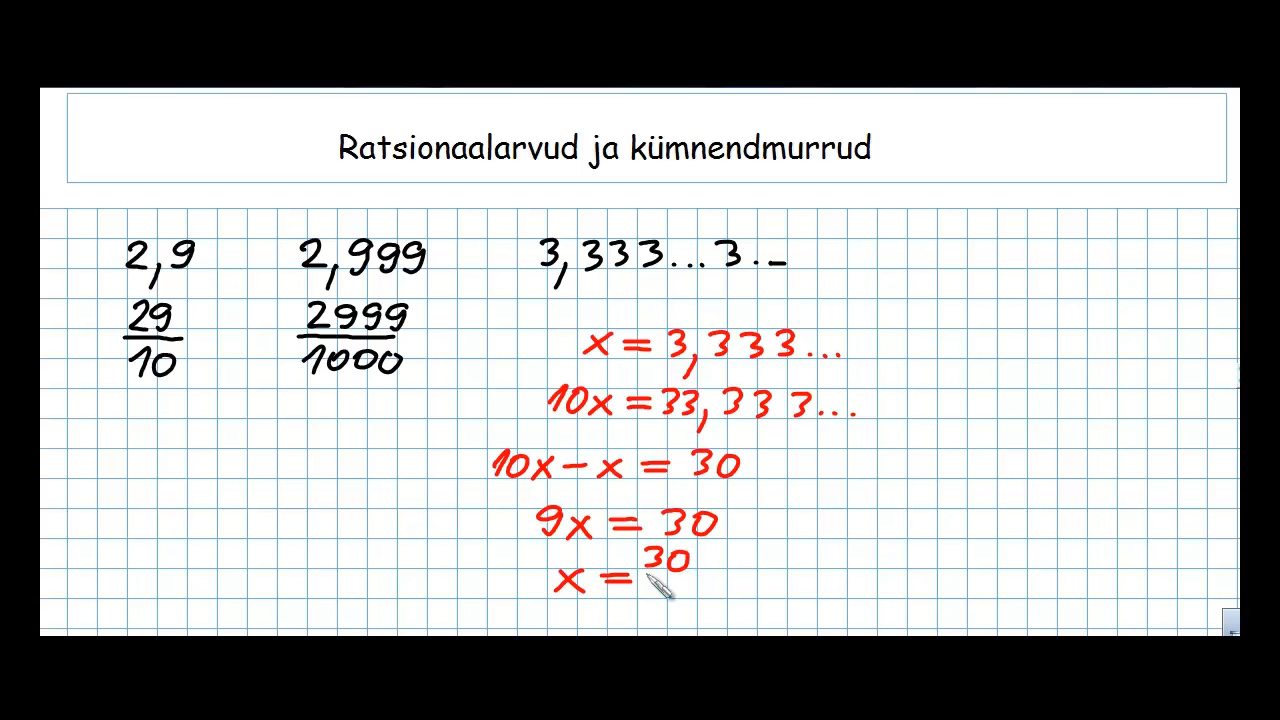 Ratsionaalarvud ja kümnendmurrud
2,9 2,999 3,333...3...
29/10 2999/1000
x = 3,333...
10x = 33,333...
10x - x = 30
9x = 30
x = 30